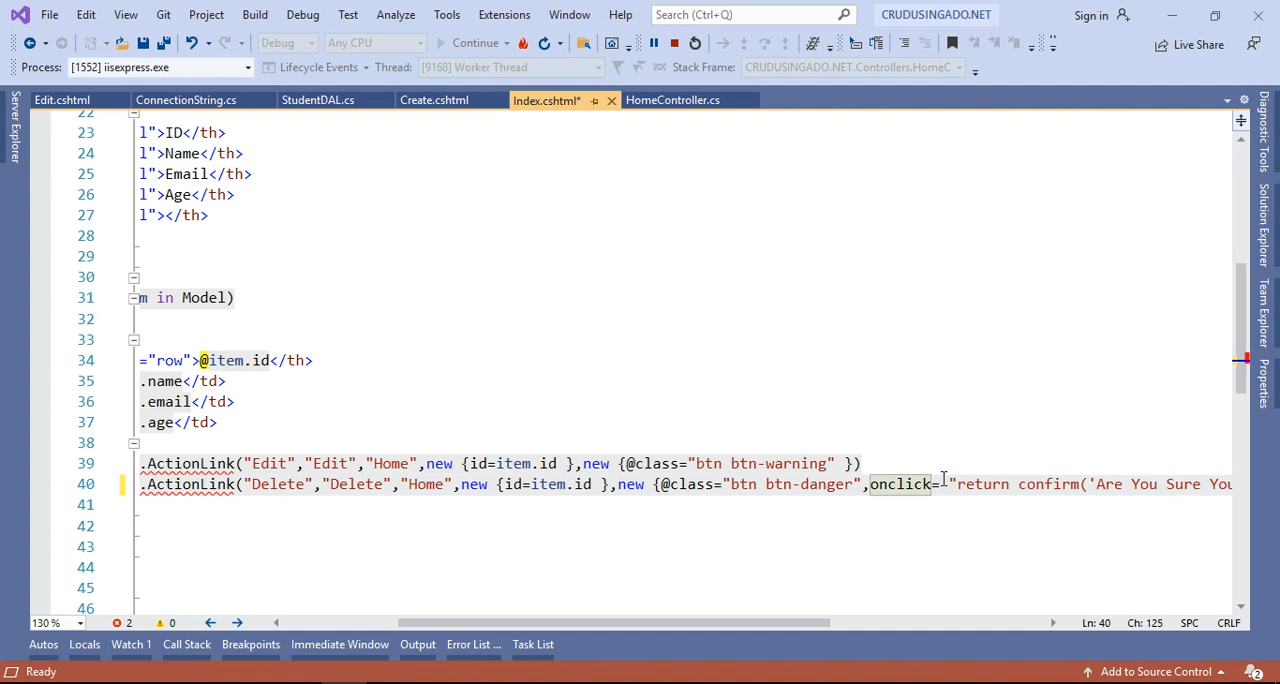 File Edit View Git Project Build Debug Test Analyze Tools Extensions Window Help Search (Ctrl+Q) CRUDUSINGADO.NET Sign in
Debug Any CPU Continue Live Share
Process: [1552] iisexpress.exe Lifecycle Events Thread: [9168] Worker Thread Stack Frame: CRUDUSINGADO.NET.Controllers.HomeC
Edit.cshtml ConnectionString.cs StudentDAL.cs Create.cshtml Index.cshtml* HomeController.cs
Server Explorer
22
23 l">ID</th>
24 l">Name</th>
25 l">Email</th>
26 l">Age</th>
27 l"></th>
28
29
30
31 m in Model)
32
33
34 ="row">@item.id</th>
35 .name</td>
36 .email</td>
37 .age</td>
38
39 .ActionLink("Edit","Edit","Home",new {id=item.id },new {@class="btn btn-warning" })
40 .ActionLink("Delete","Delete","Home",new {id=item.id },new {@class="btn btn-danger",onclick= "return confirm('Are You Sure You
41
42
43
44
45
46
Diagnostic Tools
Solution Explorer
Team Explorer
Properties
130 % 2 0 Ln: 40 Ch: 125 SPC CRLF
Autos Locals Watch 1 Call Stack Breakpoints Immediate Window Output Error List ... Task List
Ready Add to Source Control 2